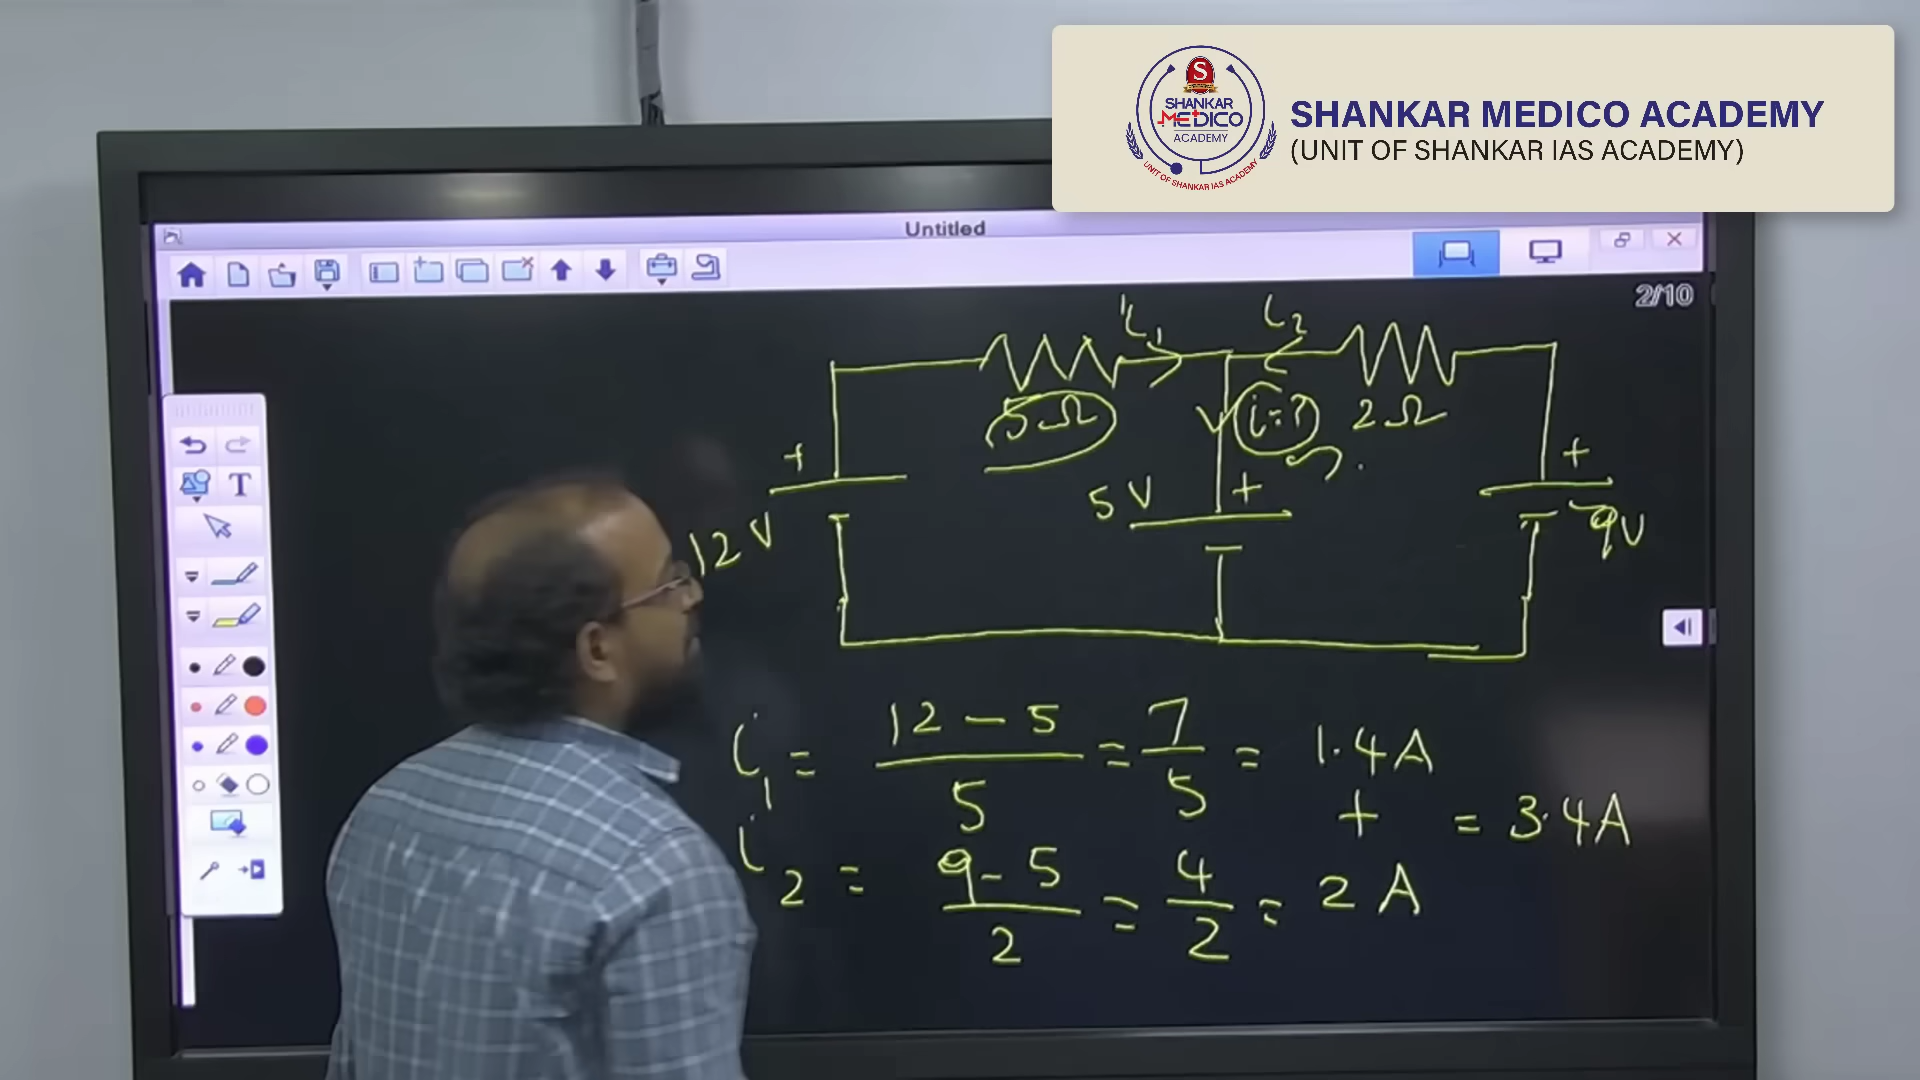 S
SHANKAR
MEDICO
ACADEMY
UNIT OF SHANKAR IAS ACADEMY
SHANKAR MEDICO ACADEMY
(UNIT OF SHANKAR IAS ACADEMY)
Untitled
2/10
T
i₁ i₂
5Ω i=? 2Ω
+ + +
12V 5V 9V
i₁ = (12 - 5)/5 = 7/5 = 1.4A
+ = 3.4A
i₂ = (9 - 5)/2 = 4/2 = 2A